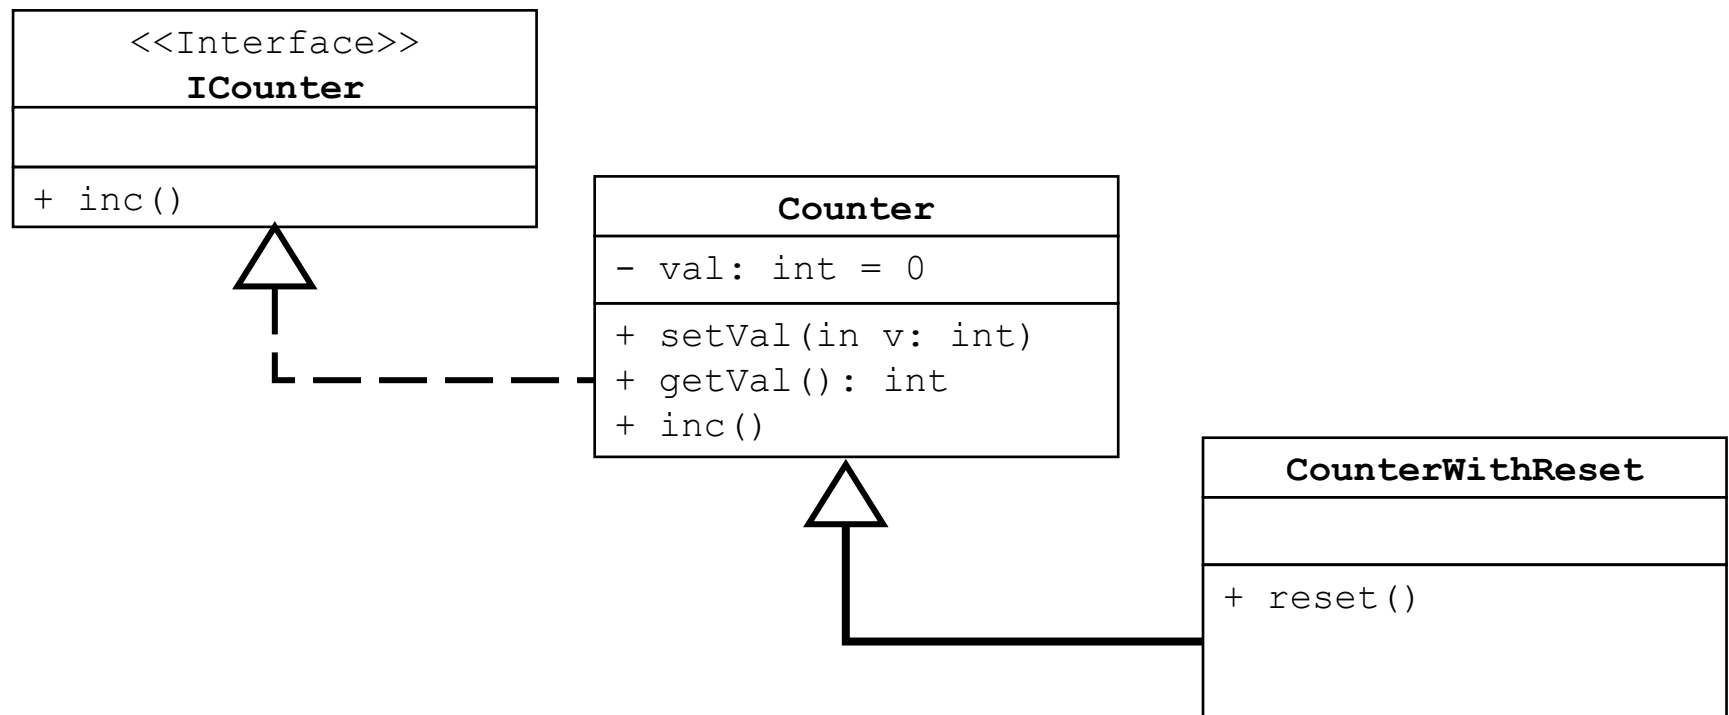 <<Interface>>
ICounter
+ inc()
Counter
- val: int = 0
+ setVal(in v: int)
+ getVal(): int
+ inc()
CounterWithReset
+ reset()